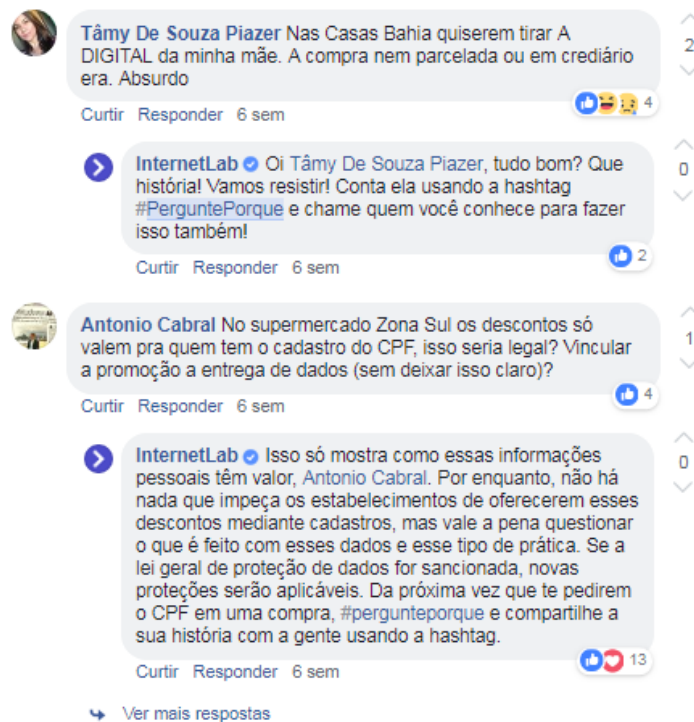 Tâmy De Souza Piazer Nas Casas Bahia quiserem tirar A
DIGITAL da minha mãe. A compra nem parcelada ou em crediário
era. Absurdo
2
4
Curtir Responder 6 sem
InternetLab Oi Tâmy De Souza Piazer, tudo bom? Que
história! Vamos resistir! Conta ela usando a hashtag
#PerguntePorque e chame quem você conhece para fazer
isso também!
0
2
Curtir Responder 6 sem
Antonio Cabral No supermercado Zona Sul os descontos só
valem pra quem tem o cadastro do CPF, isso seria legal? Vincular
a promoção a entrega de dados (sem deixar isso claro)?
1
4
Curtir Responder 6 sem
InternetLab Isso só mostra como essas informações
pessoais têm valor, Antonio Cabral. Por enquanto, não há
nada que impeça os estabelecimentos de oferecerem esses
descontos mediante cadastros, mas vale a pena questionar
o que é feito com esses dados e esse tipo de prática. Se a
lei geral de proteção de dados for sancionada, novas
proteções serão aplicáveis. Da próxima vez que te pedirem
o CPF em uma compra, #pergunteporque e compartilhe a
sua história com a gente usando a hashtag.
0
13
Curtir Responder 6 sem
Ver mais respostas